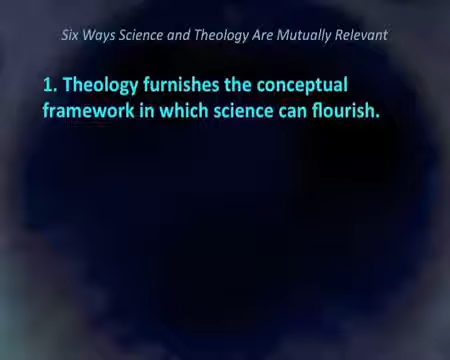 Six Ways Science and Theology Are Mutually Relevant
1. Theology furnishes the conceptual
framework in which science can flourish.